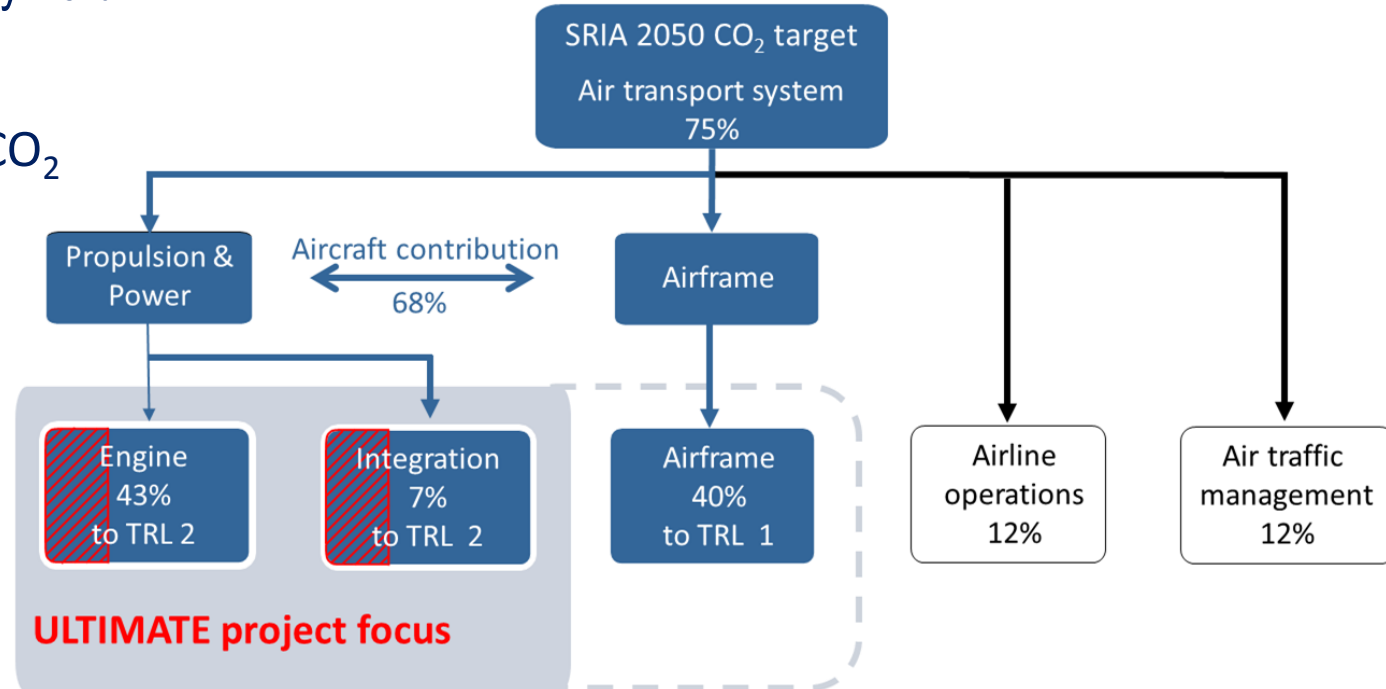 SRIA 2050 CO₂ target
Air transport system
75%
CO₂
Propulsion &
Power
Aircraft contribution
68%
Airframe
Engine
43%
to TRL 2
Integration
7%
to TRL 2
Airframe
40%
to TRL 1
Airline
operations
12%
Air traffic
management
12%
ULTIMATE project focus